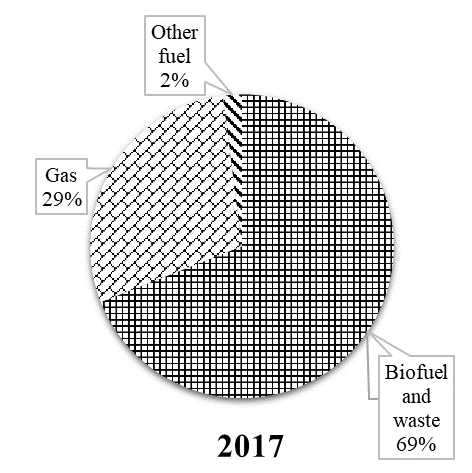 Other
fuel
2%
Gas
29%
Biofuel
and
waste
69%
2017